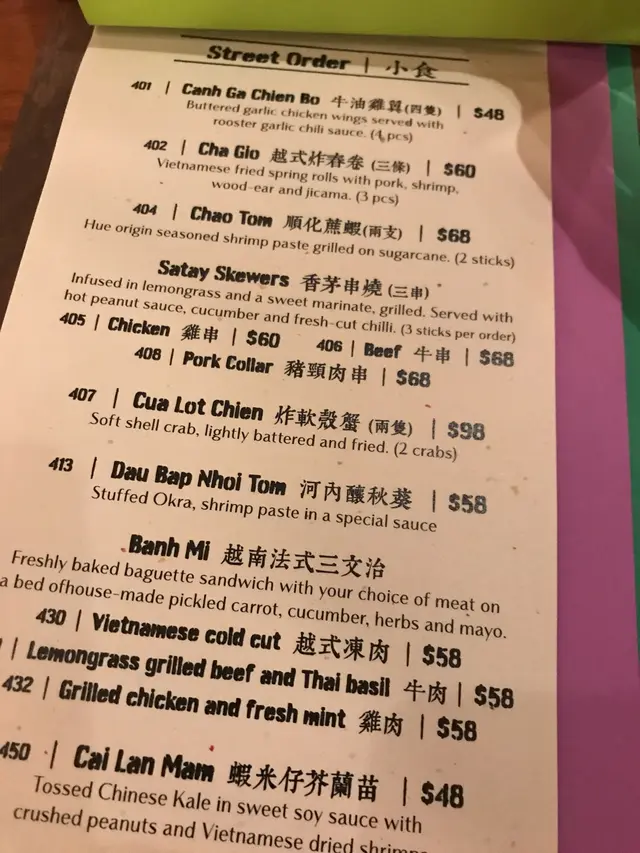 Street Order | 小食
401 | Canh Ga Chien Bo 牛油雞翼(四隻) | $48
Buttered garlic chicken wings served with
rooster garlic chili sauce. (4 pcs)
402 | Cha Gio 越式炸春卷 (三條) | $60
Vietnamese fried spring rolls with pork, shrimp,
wood-ear and jicama. (3 pcs)
404 | Chao Tom 順化蔗蝦(兩支) | $68
Hue origin seasoned shrimp paste grilled on sugarcane. (2 sticks)
Satay Skewers 香茅串燒 (三串)
Infused in lemongrass and a sweet marinate, grilled. Served with
hot peanut sauce, cucumber and fresh-cut chilli. (3 sticks per order)
405 | Chicken 雞串 | $60 406 | Beef 牛串 | $68
408 | Pork Collar 豬頸肉串 | $68
407 | Cua Lot Chien 炸軟殼蟹 (兩隻) | $98
Soft shell crab, lightly battered and fried. (2 crabs)
413 | Dau Bap Nhoi Tom 河內釀秋葵 | $58
Stuffed Okra, shrimp paste in a special sauce
Banh Mi 越南法式三文治
Freshly baked baguette sandwich with your choice of meat on
a bed ofhouse-made pickled carrot, cucumber, herbs and mayo.
430 | Vietnamese cold cut 越式凍肉 | $58
| Lemongrass grilled beef and Thai basil 牛肉 | $58
432 | Grilled chicken and fresh mint 雞肉 | $58
450 | Cai Lan Mam 蝦米仔芥蘭苗 | $48
Tossed Chinese Kale in sweet soy sauce with
crushed peanuts and Vietnamese dried